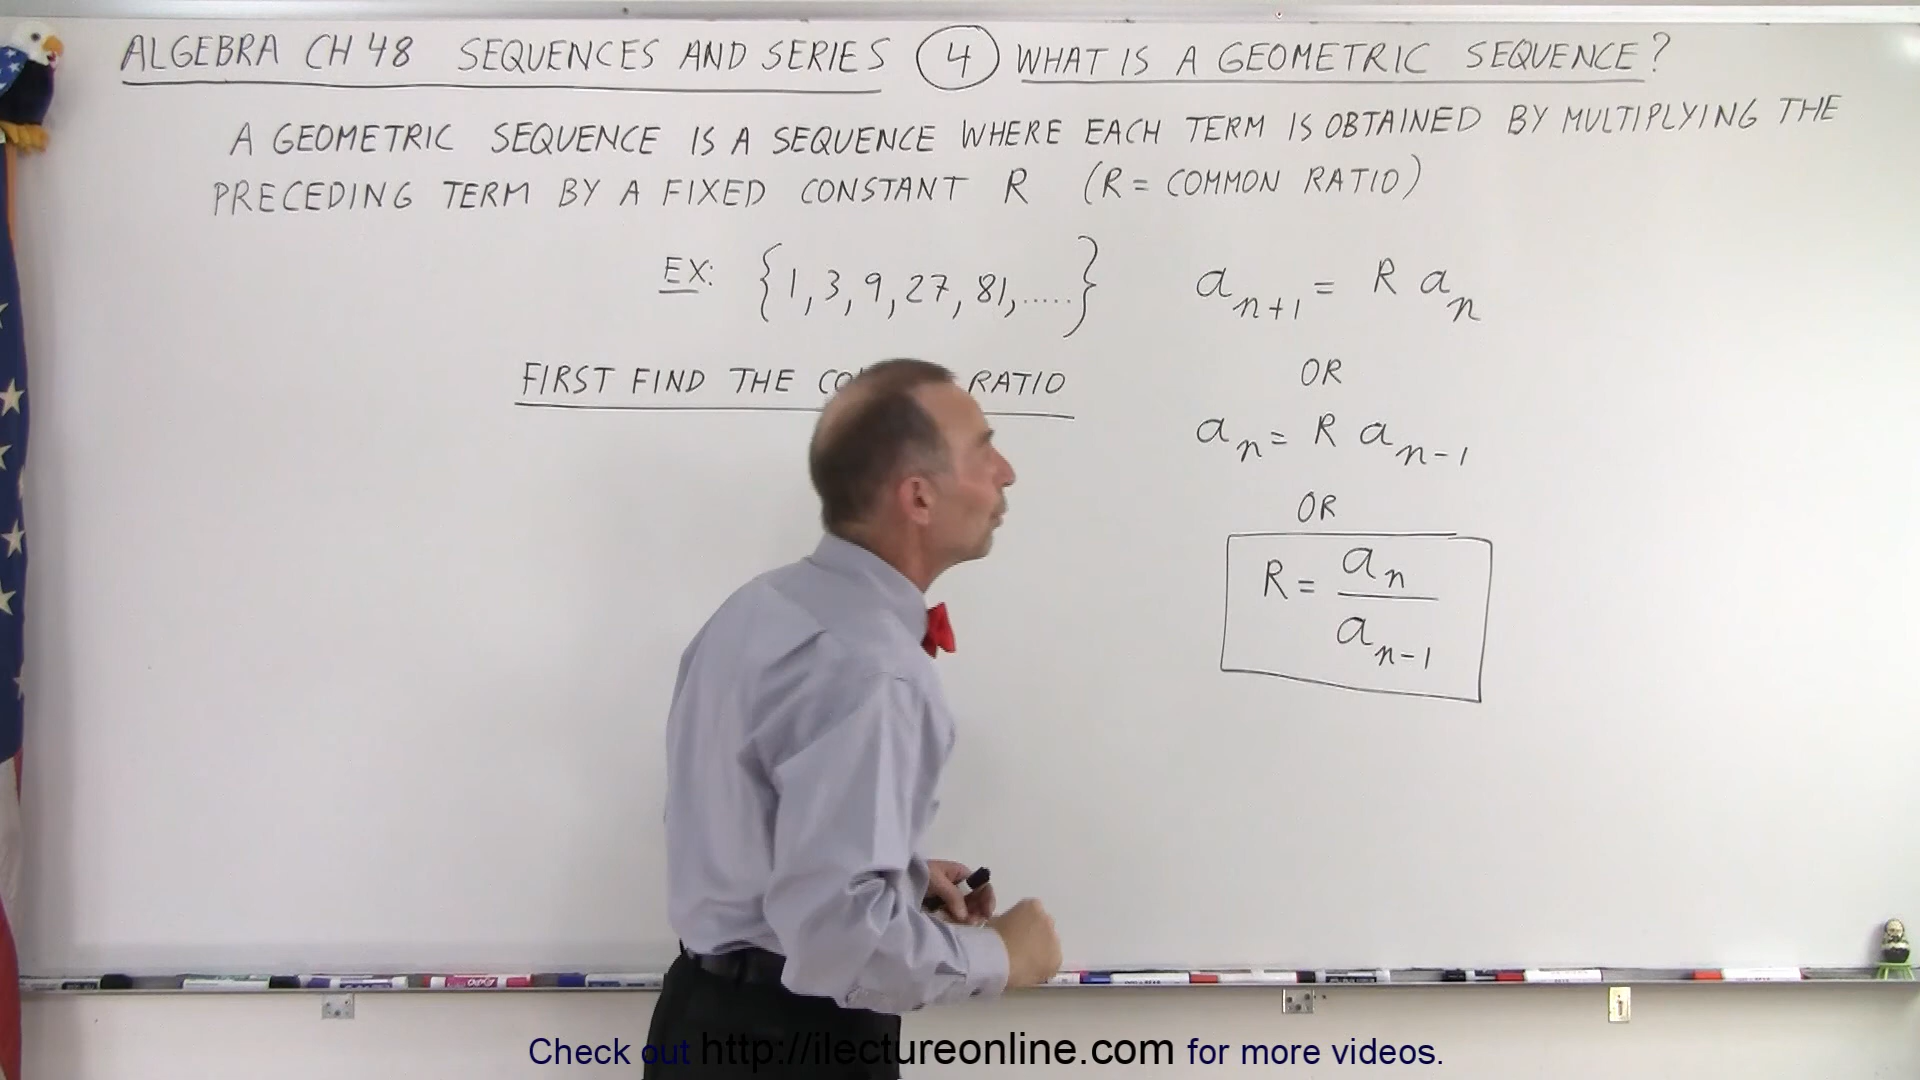 ALGEBRA CH 48 SEQUENCES AND SERIES 4 WHAT IS A GEOMETRIC SEQUENCE?
A GEOMETRIC SEQUENCE IS A SEQUENCE WHERE EACH TERM IS OBTAINED BY MULTIPLYING THE
PRECEDING TERM BY A FIXED CONSTANT R (R = COMMON RATIO)
EX: {1, 3, 9, 27, 81, .....} a_{n+1} = R a_n
FIRST FIND THE RATIO
OR
a_n = R a_{n-1}
OR
R = a_n / a_{n-1}
Check out http://ilectureonline.com for more videos.